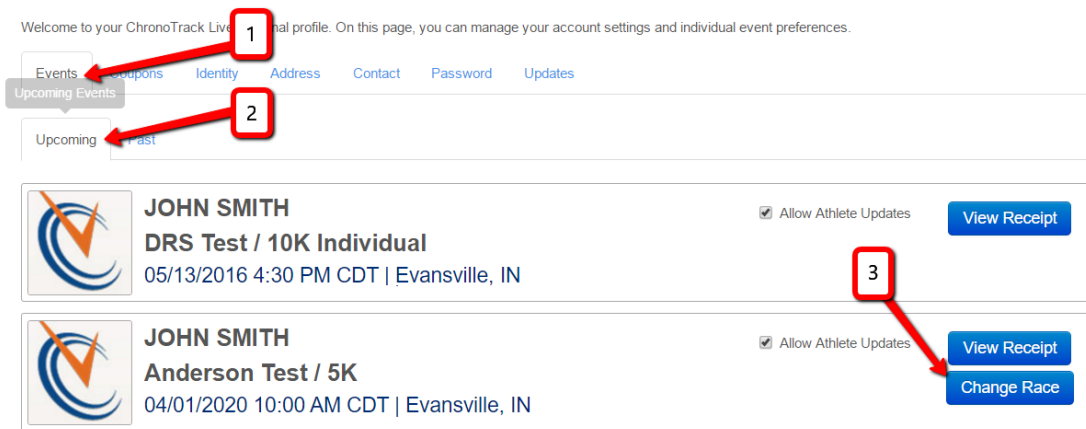 Welcome to your ChronoTrack Live nal profile. On this page, you can manage your account settings and individual event preferences.
1
Events Coupons Identity Address Contact Password Updates
Upcoming Events
2
Upcoming Past
JOHN SMITH
Allow Athlete Updates
View Receipt
DRS Test / 10K Individual
05/13/2016 4:30 PM CDT | Evansville, IN
3
JOHN SMITH
Allow Athlete Updates
View Receipt
Anderson Test / 5K
Change Race
04/01/2020 10:00 AM CDT | Evansville, IN